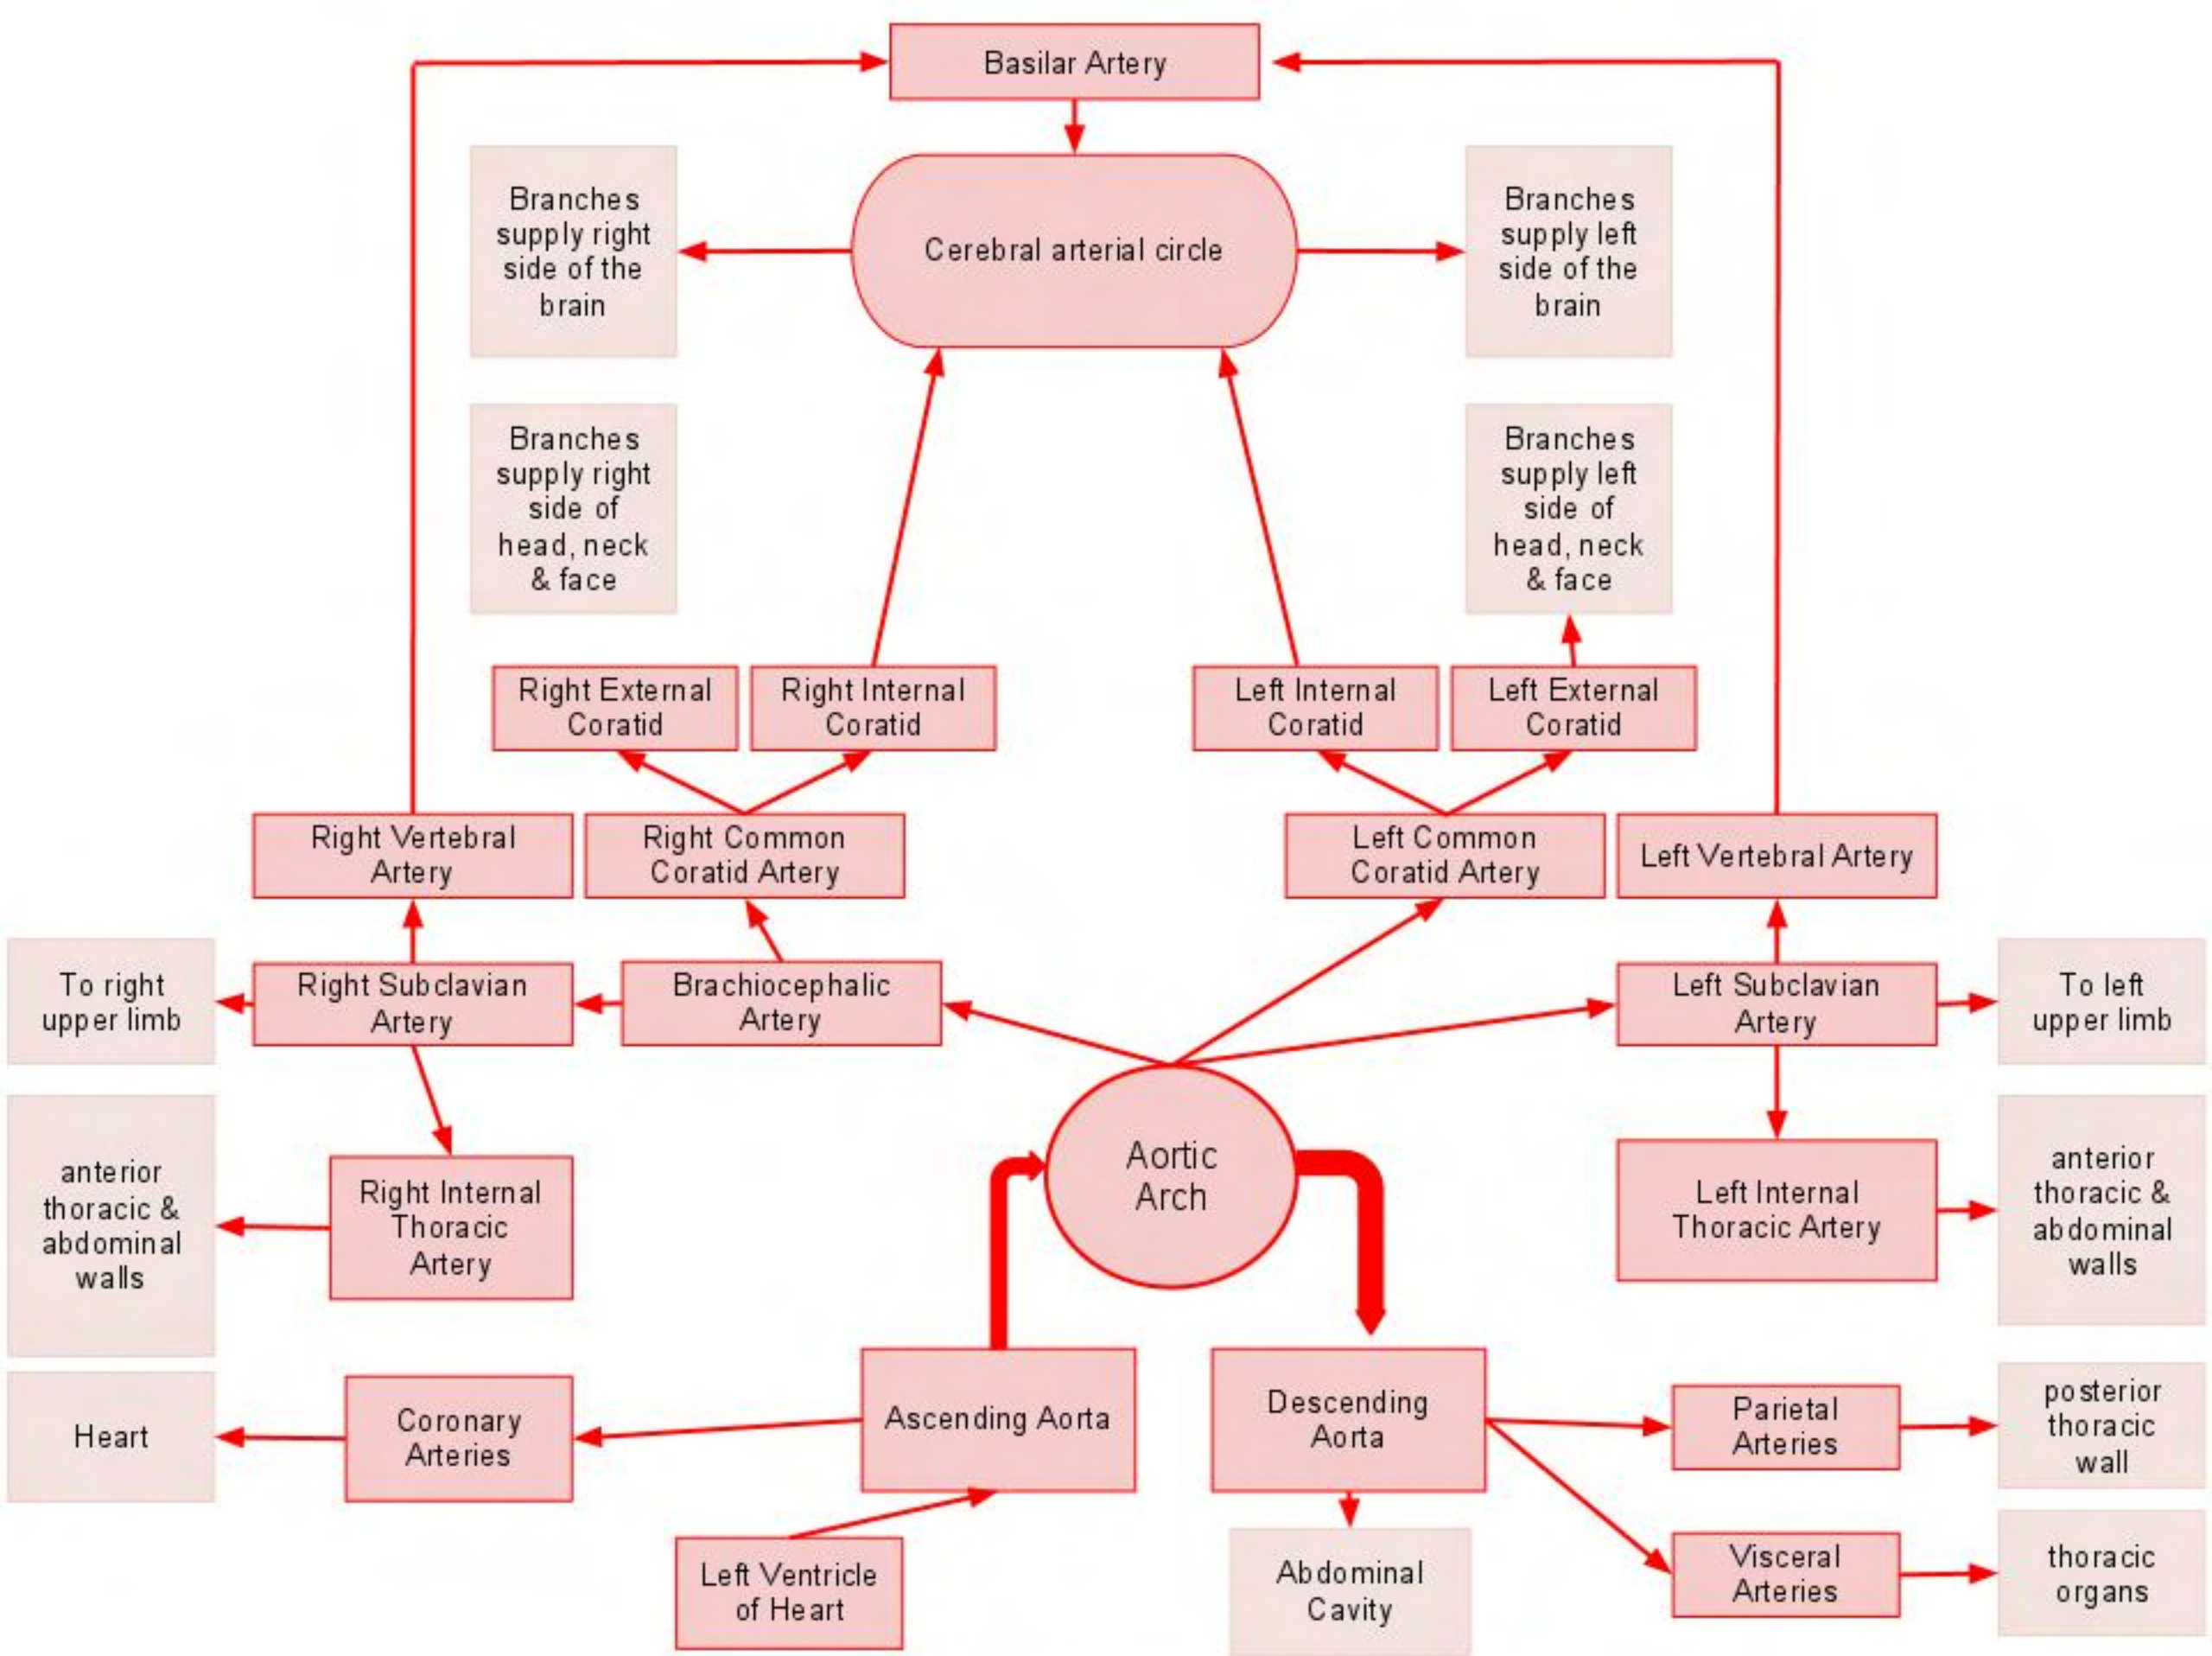 Basilar Artery
Branches
supply right
side of the
brain
Cerebral arterial circle
Branches
supply left
side of the
brain
Branches
supply right
side of
head, neck
& face
Branches
supply left
side of
head, neck
& face
Right External
Coratid
Right Internal
Coratid
Left Internal
Coratid
Left External
Coratid
Right Vertebral
Artery
Right Common
Coratid Artery
Left Common
Coratid Artery
Left Vertebral Artery
To right
upper limb
Right Subclavian
Artery
Brachiocephalic
Artery
Left Subclavian
Artery
To left
upper limb
anterior
thoracic &
abdominal
walls
Right Internal
Thoracic
Artery
Aortic
Arch
Left Internal
Thoracic Artery
anterior
thoracic &
abdominal
walls
Heart
Coronary
Arteries
Ascending Aorta
Descending
Aorta
Parietal
Arteries
posterior
thoracic
wall
Left Ventricle
of Heart
Abdominal
Cavity
Visceral
Arteries
thoracic
organs